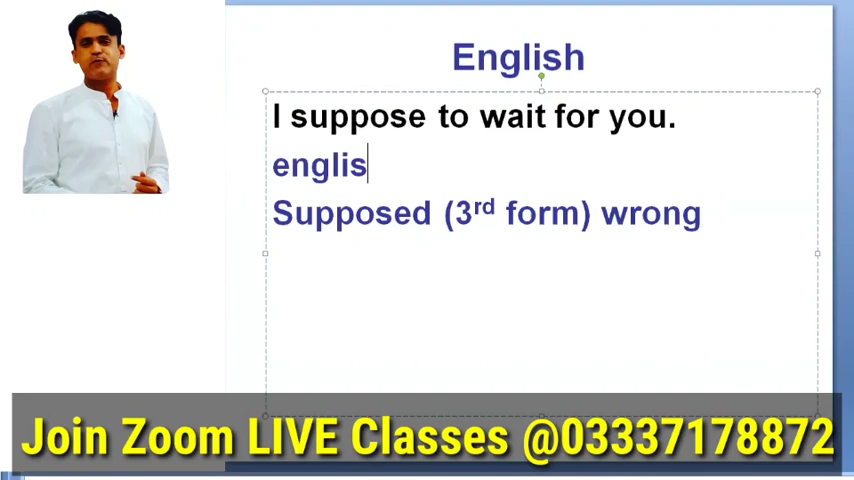 English
I suppose to wait for you.
englis
Supposed (3rd form) wrong
Join Zoom LIVE Classes @03337178872